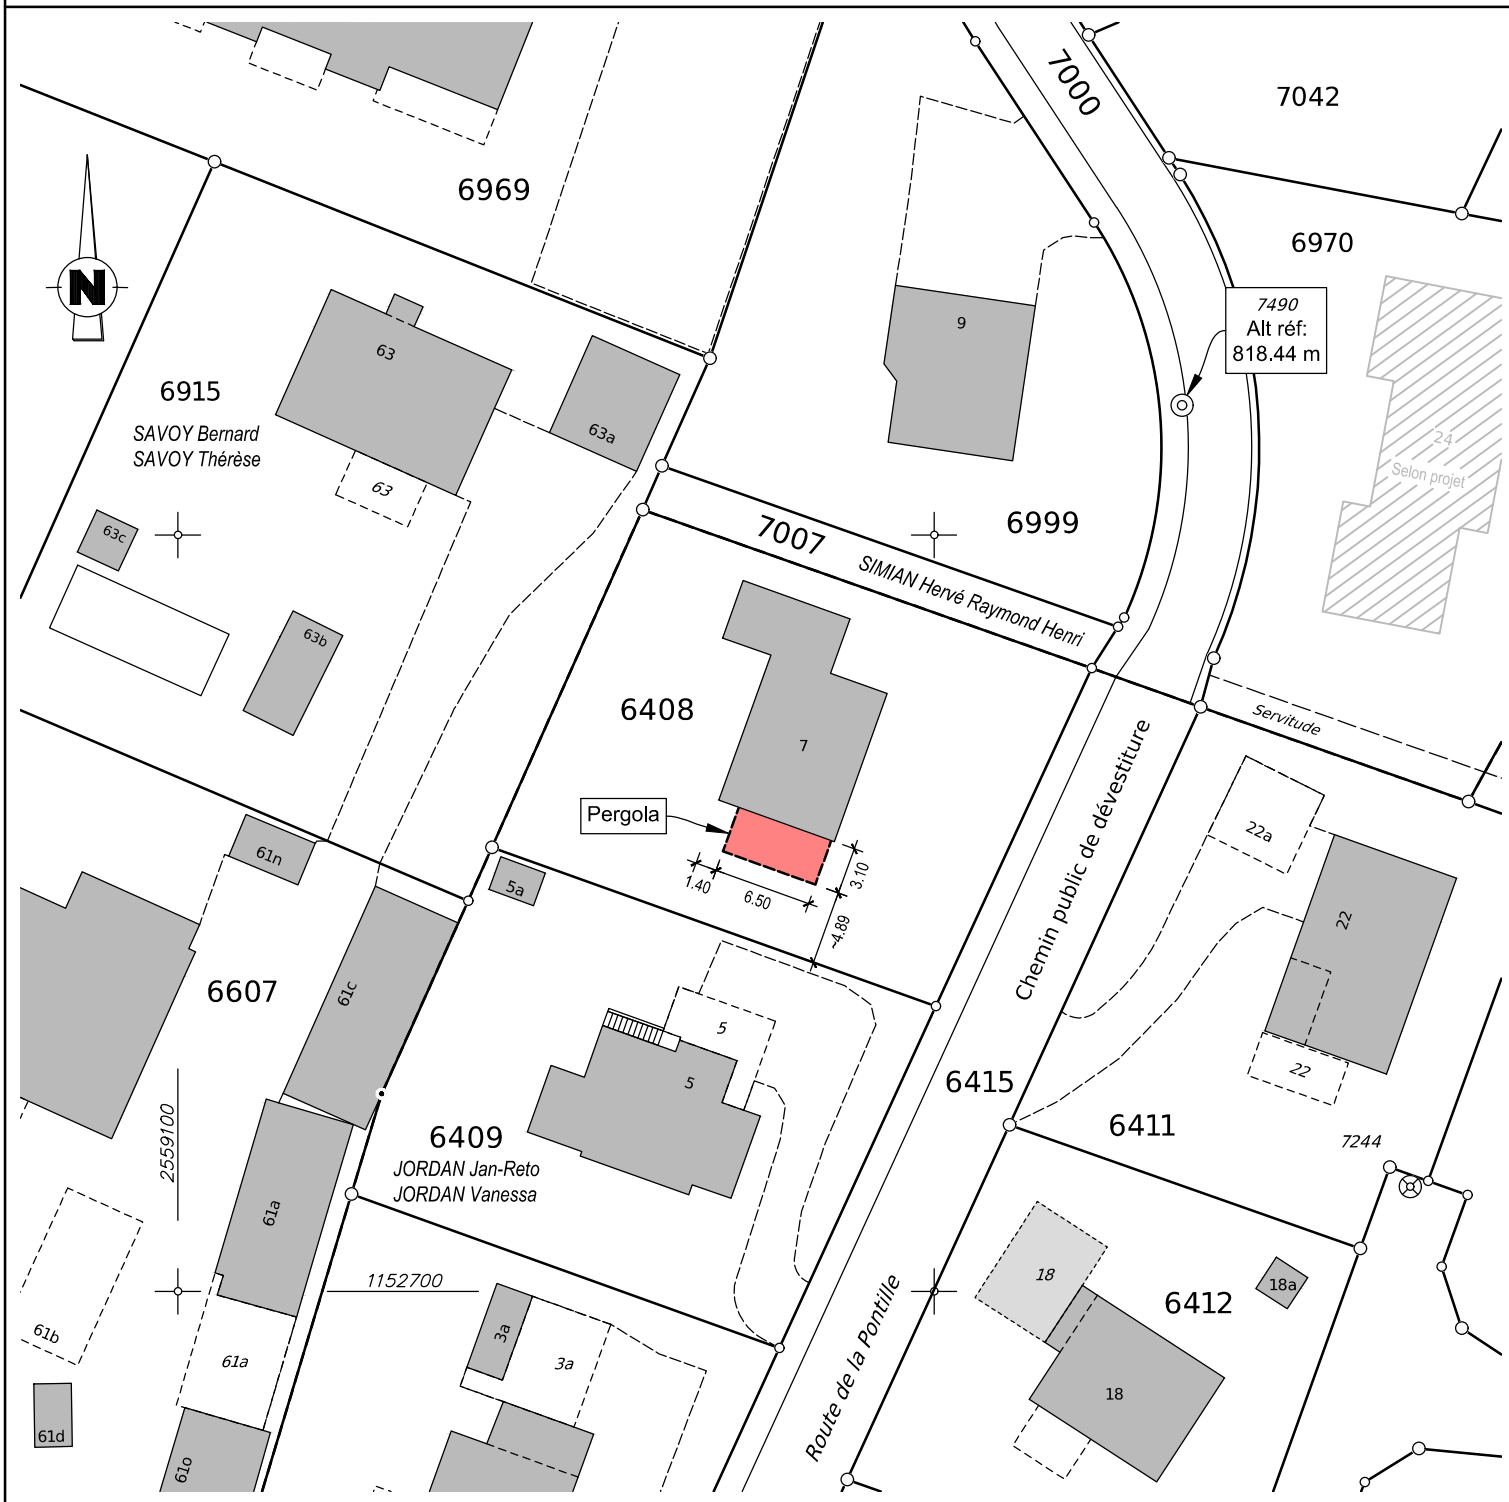 7000
7042
6969
6970
N
7490
Alt réf:
818.44 m
9
63
6915
SAVOY Bernard
SAVOY Thérèse
63a
63
24
Selon projet
63c
7007
6999
SIMIAN Hervé Raymond Henri
63b
6408
Servitude
7
Chemin public de dévestiture
Pergola
22a
61n
5a
1.40
6.50
3.10
~4.89
22
6607
61c
5
5
22
6415
6411
2559100
6409
JORDAN Jan-Reto
JORDAN Vanessa
7244
61a
1152700
18
18a
6412
61b
61a
3a
3a
Route de la Pontille
18
61d
61o